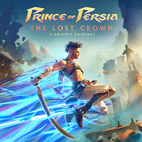 PRINCE OF PERSIA
THE LOST CROWN
A UBISOFT ORIGINAL